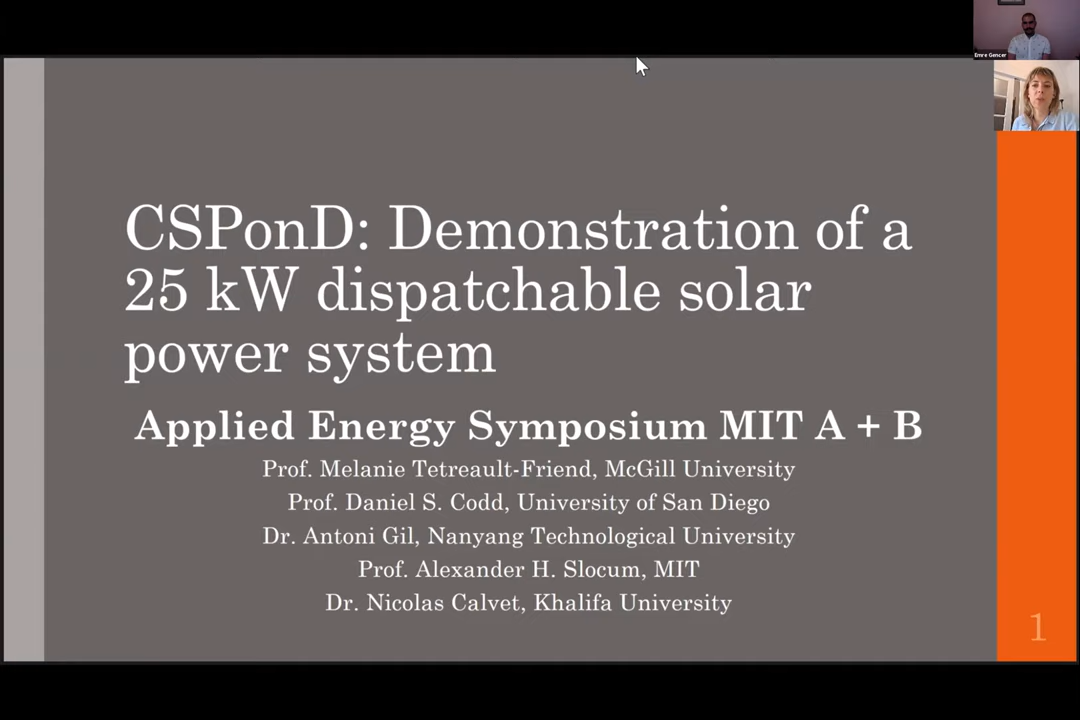 Emre Gencer
CSPonD: Demonstration of a
25 kW dispatchable solar
power system
Applied Energy Symposium MIT A + B
Prof. Melanie Tetreault-Friend, McGill University
Prof. Daniel S. Codd, University of San Diego
Dr. Antoni Gil, Nanyang Technological University
Prof. Alexander H. Slocum, MIT
Dr. Nicolas Calvet, Khalifa University
1